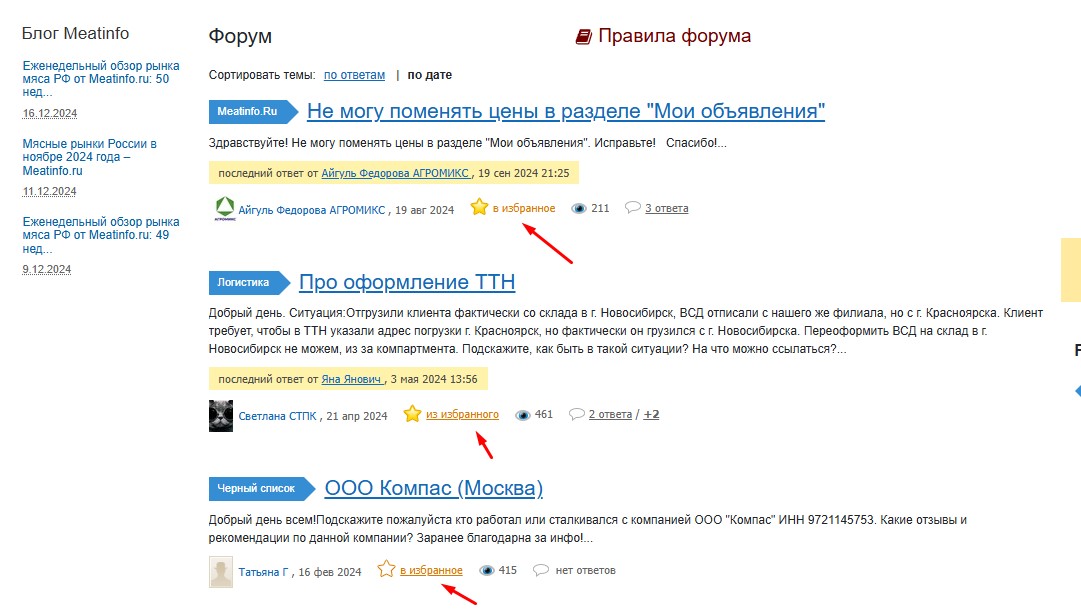 Блог Meatinfo
Еженедельный обзор рынка
мяса РФ от Meatinfo.ru: 50
нед...
16.12.2024
Мясные рынки России в
ноябре 2024 года –
Meatinfo.ru
11.12.2024
Еженедельный обзор рынка
мяса РФ от Meatinfo.ru: 49
нед...
9.12.2024
Форум
Правила форума
Сортировать темы: по ответам | по дате
Meatinfo.Ru Не могу поменять цены в разделе "Мои объявления"
Здравствуйте! Не могу поменять цены в разделе "Мои объявления". Исправьте! Спасибо!...
последний ответ от Айгуль Федорова АГРОМИКС , 19 сен 2024 21:25
АГРОМИКС Айгуль Федорова АГРОМИКС , 19 авг 2024 в избранное 211 3 ответа
Логистика Про оформление ТТН
Добрый день. Ситуация:Отгрузили клиента фактически со склада в г. Новосибирск, ВСД отписали с нашего же филиала, но с г. Красноярска. Клиент
требует, чтобы в ТТН указали адрес погрузки г. Красноярск, но фактически он грузился с г. Новосибирска. Переоформить ВСД на склад в г.
Новосибирск не можем, из за компартмента. Подскажите, как быть в такой ситуации? На что можно ссылаться?...
последний ответ от Яна Янович , 3 мая 2024 13:56
Светлана СТПК , 21 апр 2024 из избранного 461 2 ответа / +2
Черный список ООО Компас (Москва)
Добрый день всем!Подскажите пожалуйста кто работал или сталкивался с компанией ООО "Компас" ИНН 9721145753. Какие отзывы и
рекомендации по данной компании? Заранее благодарна за инфо!...
Татьяна Г , 16 фев 2024 в избранное 415 нет ответов